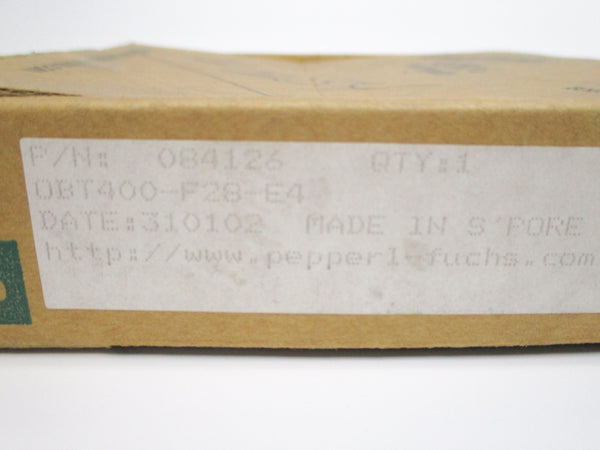 P/N: 084126 QTY:1
OBT400-F28-E4
DATE:310102 MADE IN S'PORE
http://www.pepperl-fuchs.com